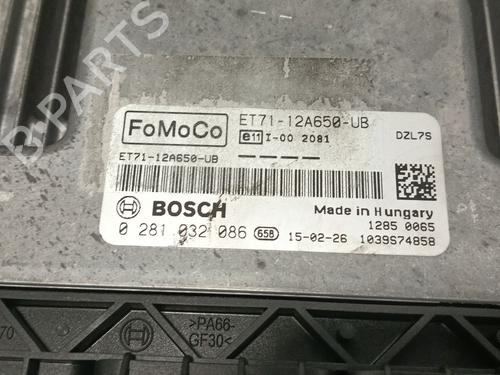 FoMoCo ET71-12A650-UB
e11 I-00 2081 DZL7S
ET71-12A650-UB ----
BOSCH Made in Hungary
1285 0065
0 281 032 086 658 15-02-26 1039S74858
70 >PA66-
GF30<